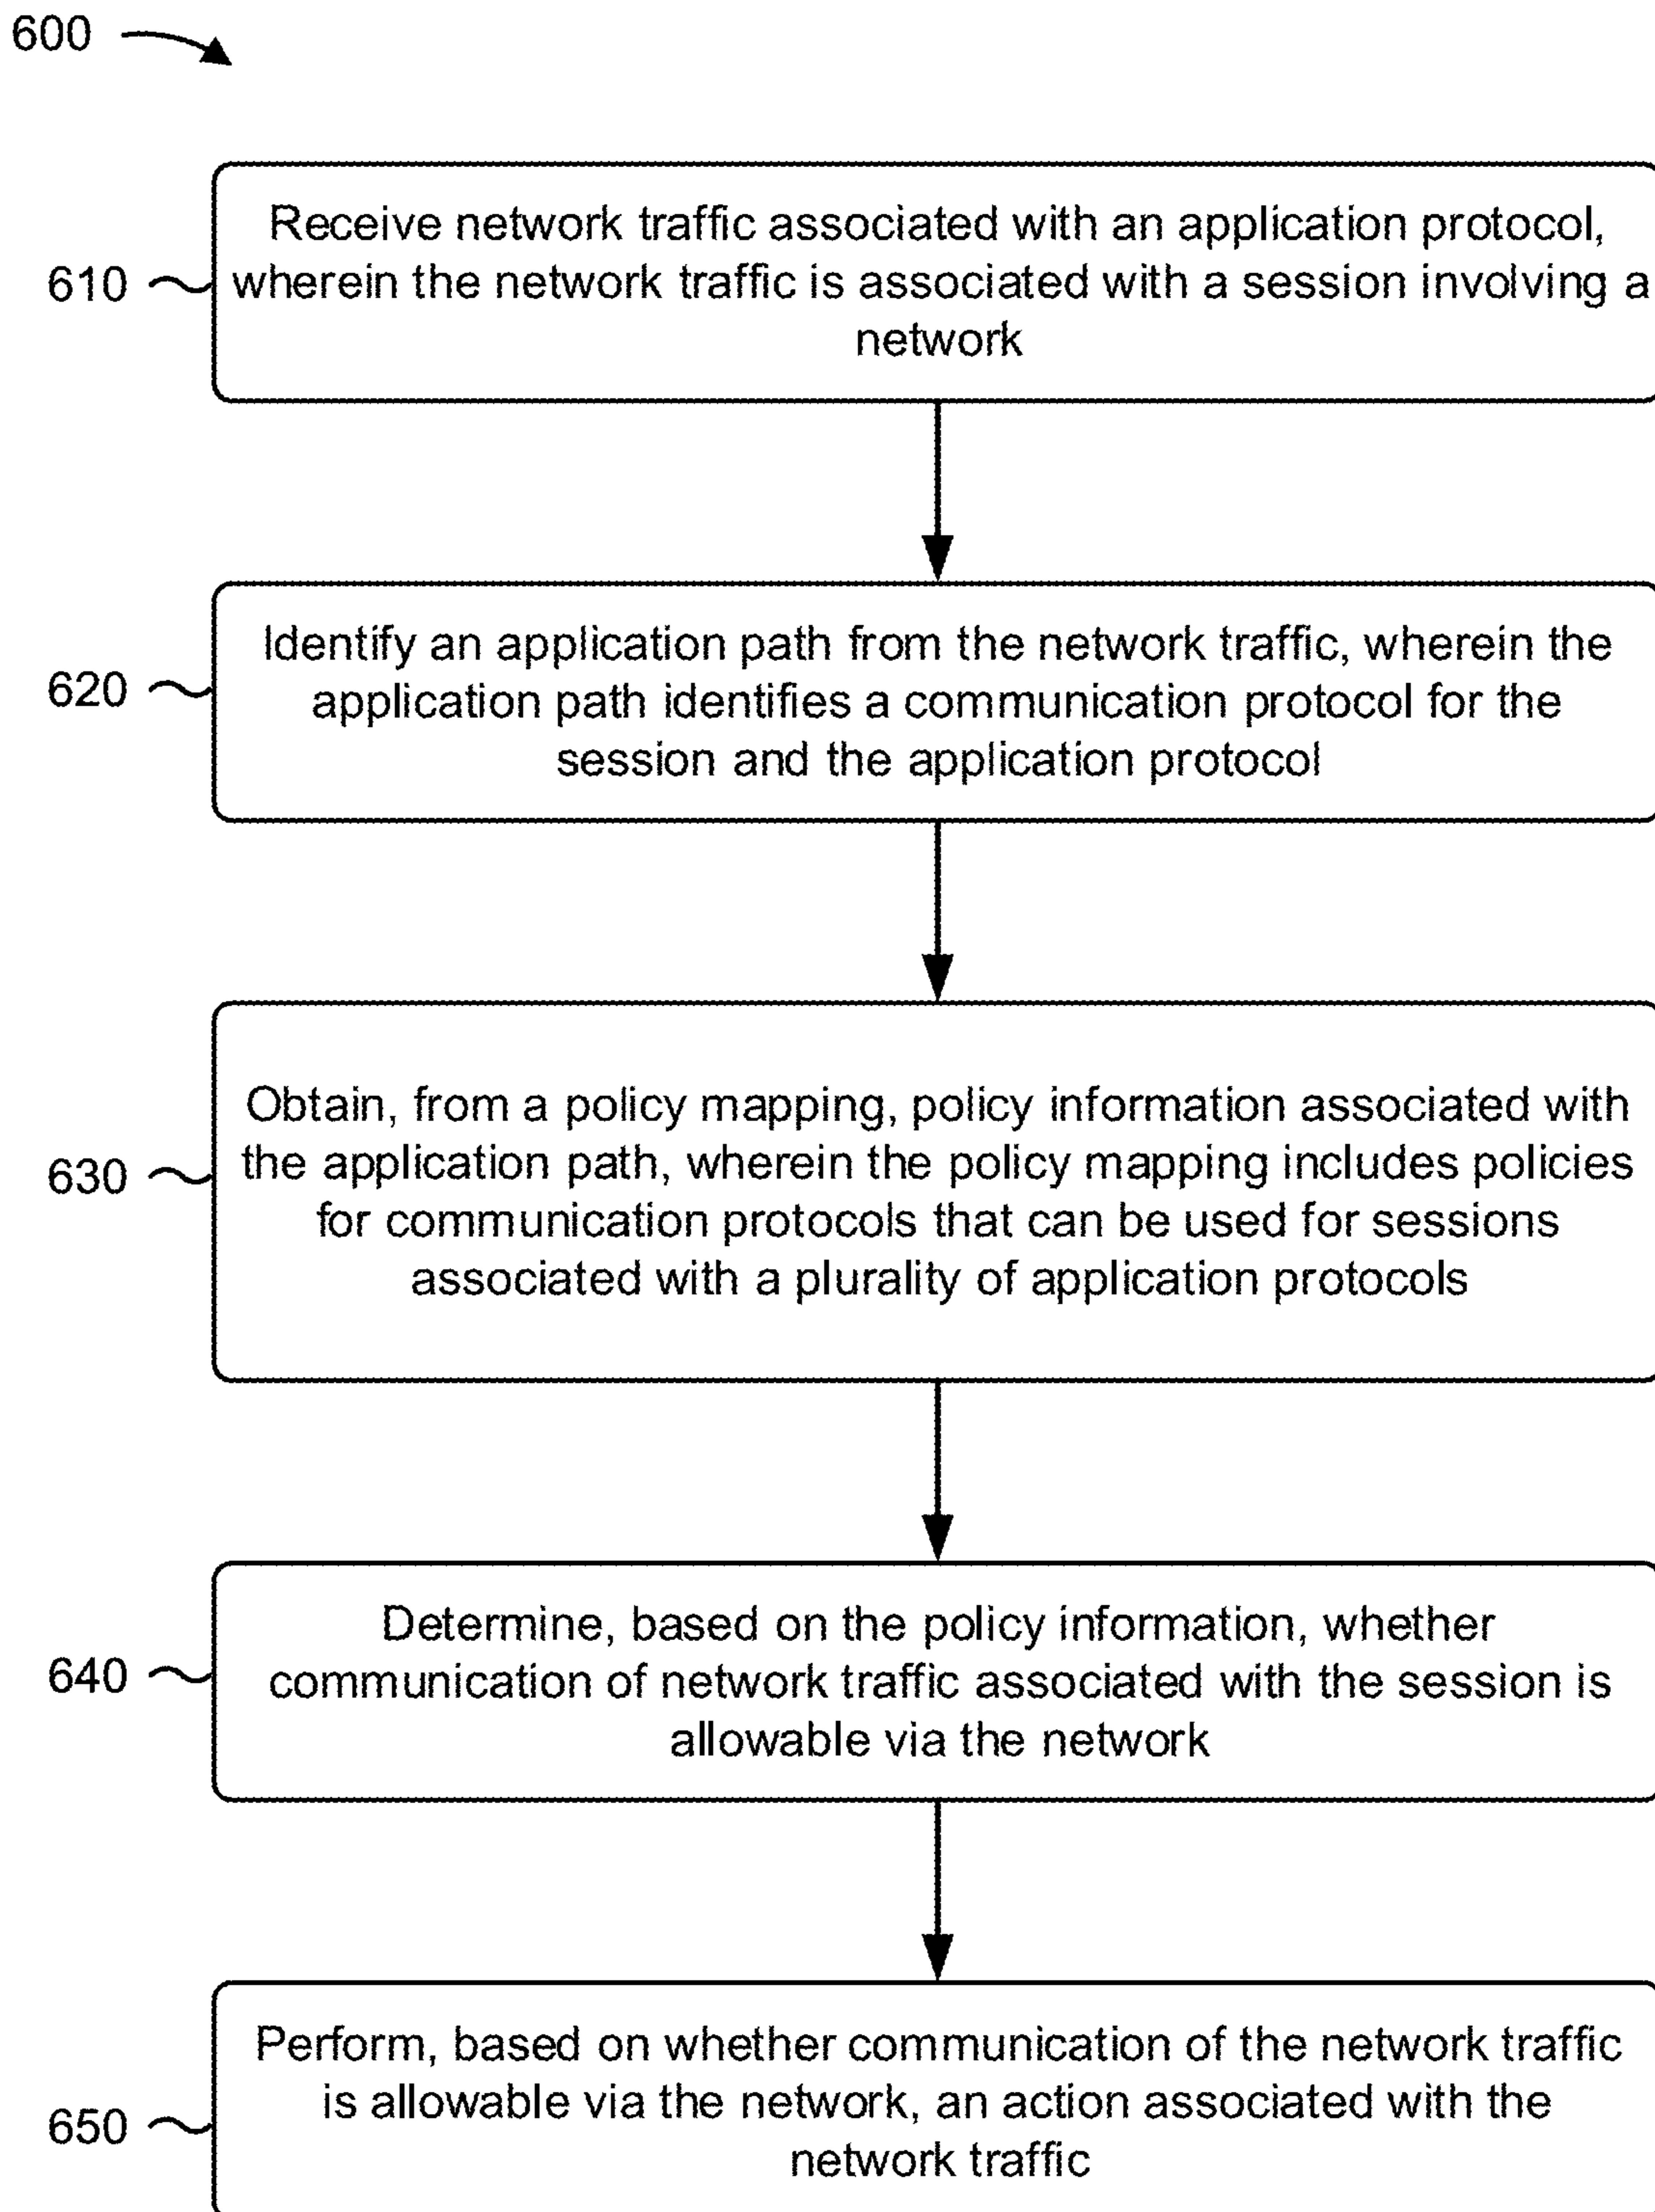 600
Receive network traffic associated with an application protocol,
610
wherein the network traffic is associated with a session involving a
network
Identify an application path from the network traffic, wherein the
620
application path identifies a communication protocol for the
session and the application protocol
Obtain, from a policy mapping, policy information associated with
630
the application path, wherein the policy mapping includes policies
for communication protocols that can be used for sessions
associated with a plurality of application protocols
Determine, based on the policy information, whether
640
communication of network traffic associated with the session is
allowable via the network
Perform, based on whether communication of the network traffic
650
is allowable via the network, an action associated with the
network traffic